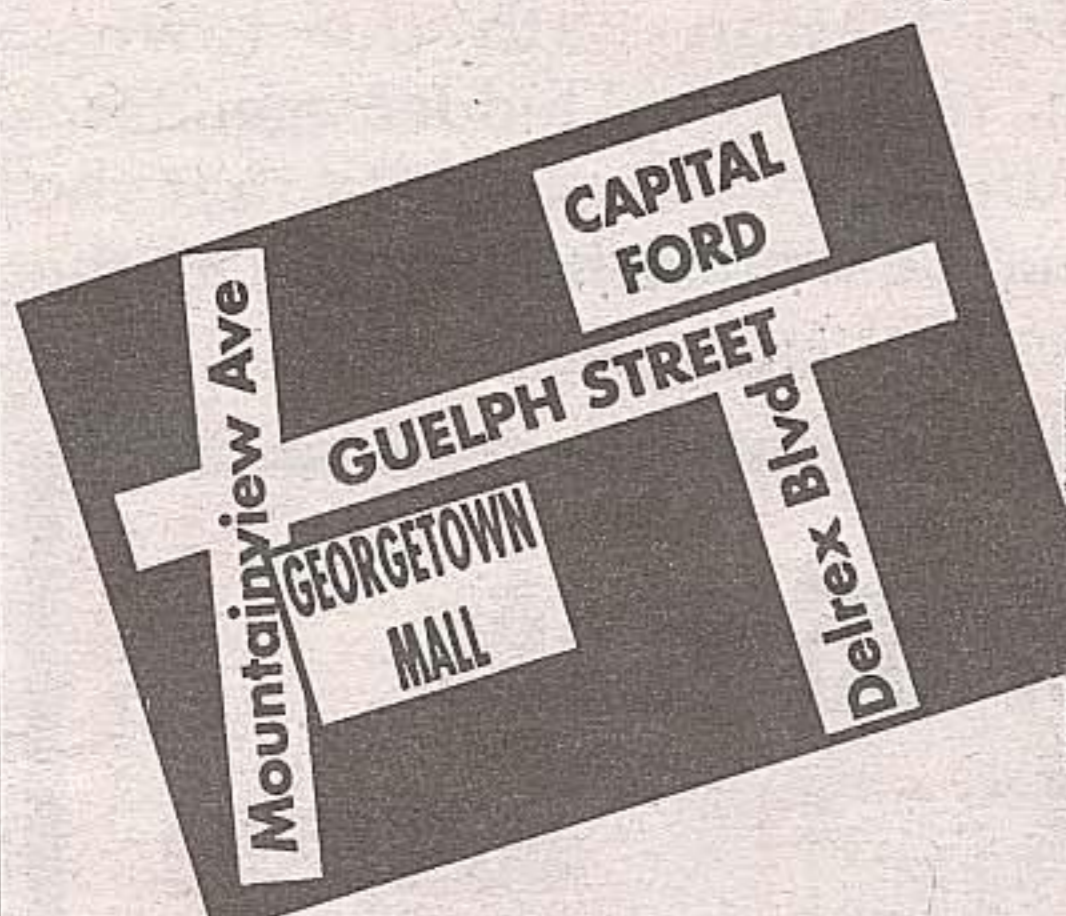 CAPITAL
FORD
Mountainview Ave
GUELPH STREET
GEORGETOWN
MALL
Delrex Blvd